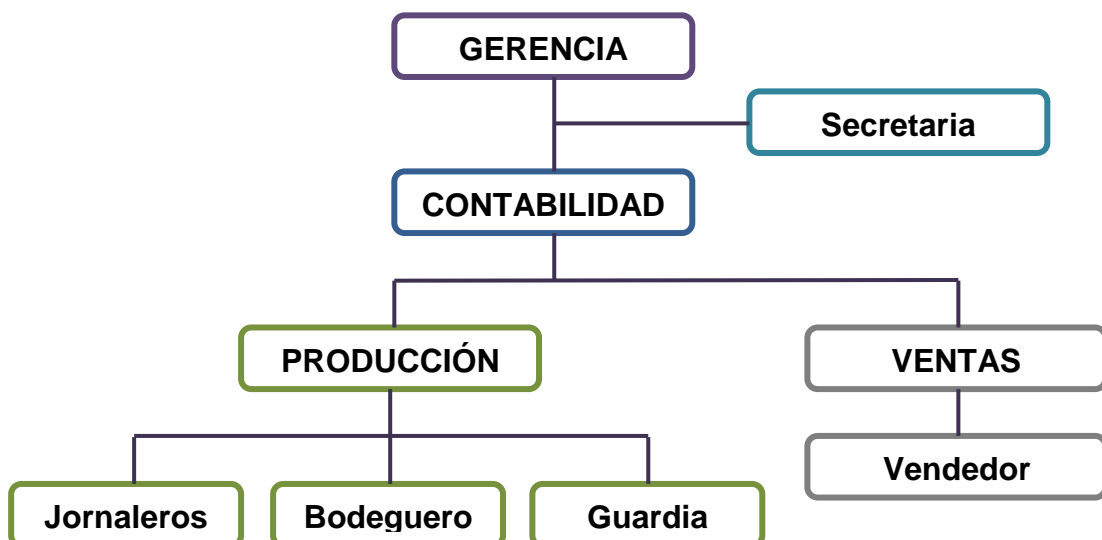 GERENCIA
Secretaria
CONTABILIDAD
PRODUCCIÓN
VENTAS
Vendedor
Jornaleros
Bodeguero
Guardia